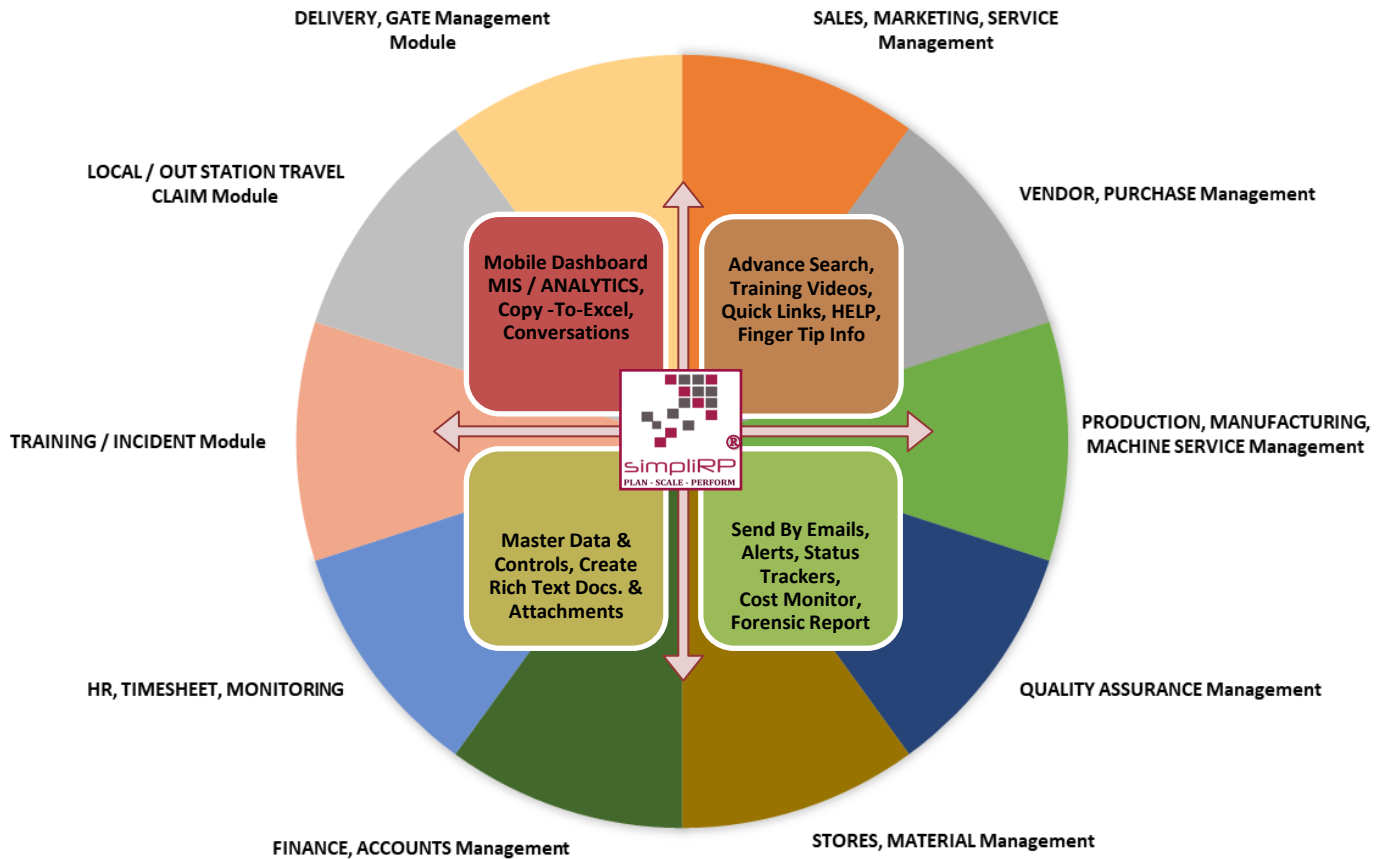 DELIVERY, GATE Management
Module
SALES, MARKETING, SERVICE
Management
LOCAL / OUT STATION TRAVEL
CLAIM Module
VENDOR, PURCHASE Management
Mobile Dashboard
MIS / ANALYTICS,
Copy -To-Excel,
Conversations
Advance Search,
Training Videos,
Quick Links, HELP,
Finger Tip Info
TRAINING / INCIDENT Module
simpliRP®
PLAN - SCALE - PERFORM
PRODUCTION, MANUFACTURING,
MACHINE SERVICE Management
Master Data &
Controls, Create
Rich Text Docs. &
Attachments
Send By Emails,
Alerts, Status
Trackers,
Cost Monitor,
Forensic Report
HR, TIMESHEET, MONITORING
QUALITY ASSURANCE Management
FINANCE, ACCOUNTS Management
STORES, MATERIAL Management